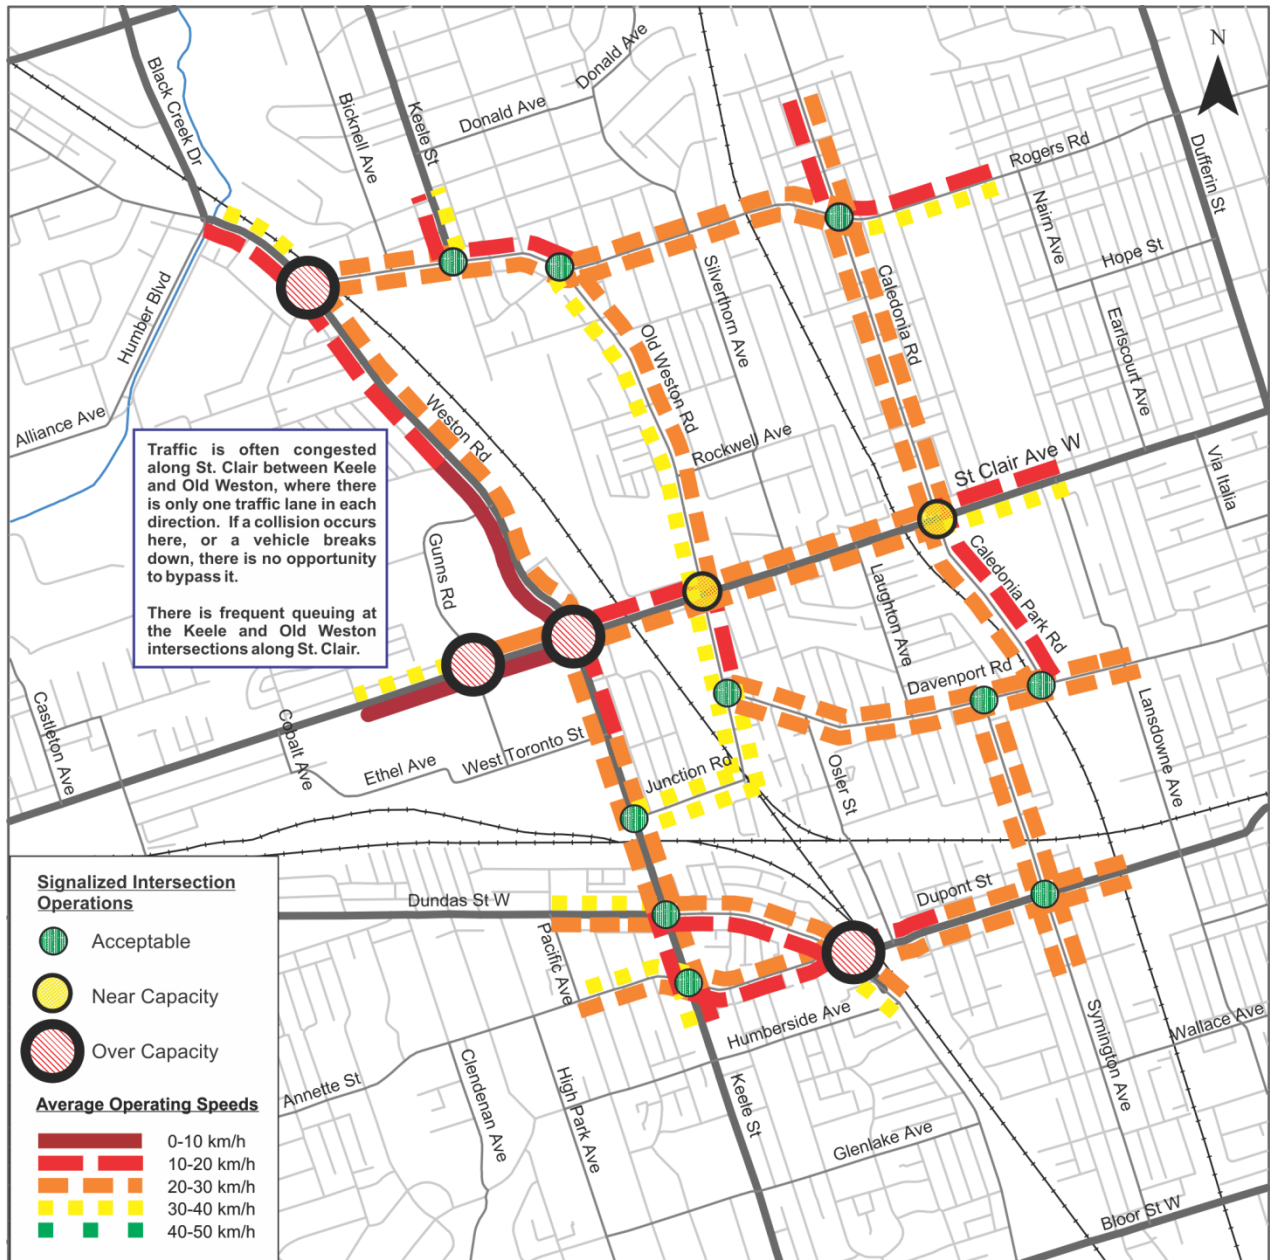 N
Black Creek Dr
Bicknell Ave
Keele St
Donald Ave
Donald Ave
Rogers Rd
Dufferin St
Nairn Ave
Hope St
Humber Blvd
Silverthorn Ave
Caledonia Rd
Earlscourt Ave
Old Weston Rd
Alliance Ave
Weston Rd
Rockwell Ave
St Clair Ave W
Via Italia
Traffic is often congested
along St. Clair between Keele
and Old Weston, where there
is only one traffic lane in each
direction. If a collision occurs
here, or a vehicle breaks
down, there is no opportunity
to bypass it.
There is frequent queuing at
the Keele and Old Weston
intersections along St. Clair.
Gunns Rd
Laughton Ave
Caledonia Park Rd
Davenport Rd
Castleton Ave
Cobalt Ave
Ethel Ave
West Toronto St
Junction Rd
Osler St
Lansdowne Ave
Dundas St W
Dupont St
Pacific Ave
Humberside Ave
Symington Ave
Wallace Ave
Annette St
Clendenan Ave
High Park Ave
Keele St
Glenlake Ave
Bloor St W
Signalized Intersection
Operations
Acceptable
Near Capacity
Over Capacity
Average Operating Speeds
0-10 km/h
10-20 km/h
20-30 km/h
30-40 km/h
40-50 km/h